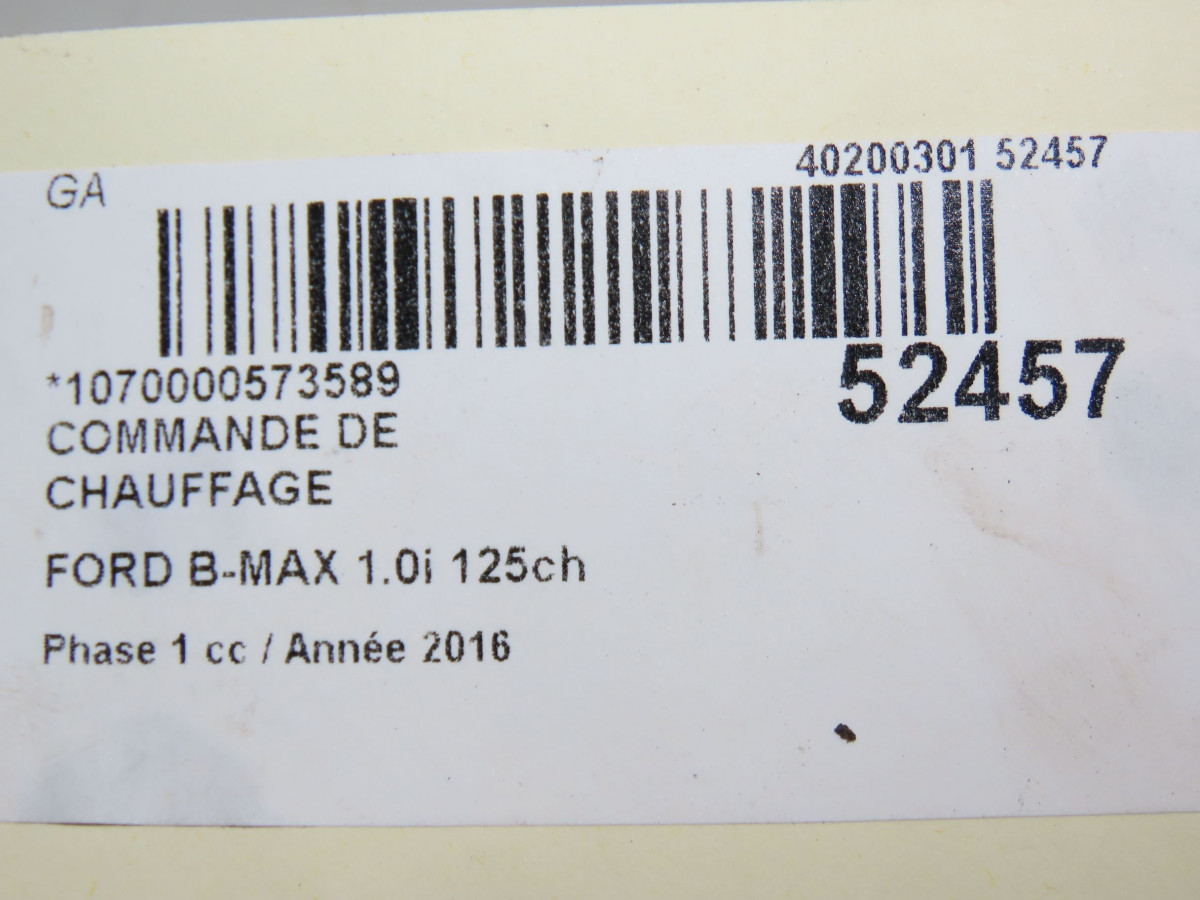 GA
40200301 52457
*1070000573589
52457
COMMANDE DE
CHAUFFAGE
FORD B-MAX 1.0i 125ch
Phase 1 cc / Année 2016